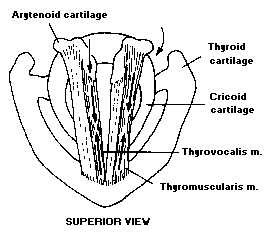 Arytenoid cartilage
Thyroid
cartilage
Cricoid
cartilage
Thyrovocalis m.
Thyromuscularis m.
SUPERIOR VIEW